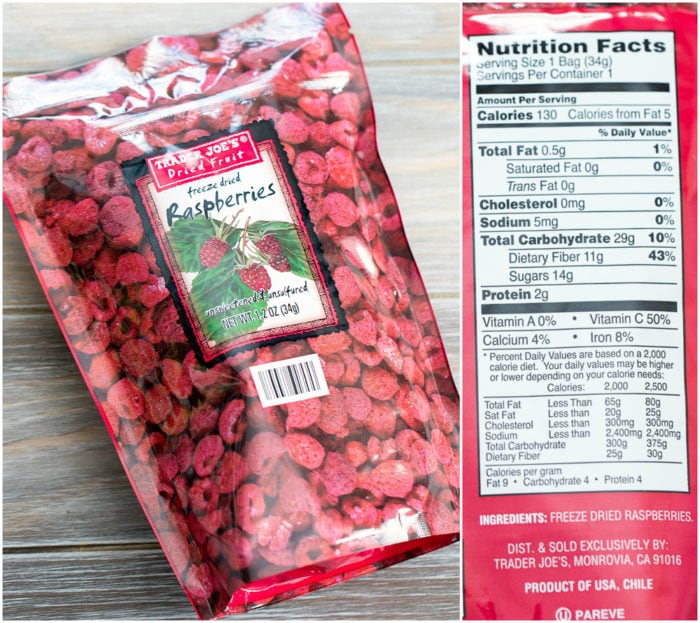 TRADER JOE'S®
Dried Fruit
freeze dried
Raspberries
unsweetened & unsulfured
NET WT. 1.2 OZ (34g)
Nutrition Facts
Serving Size 1 Bag (34g)
Servings Per Container 1
Amount Per Serving
Calories 130 Calories from Fat 5
% Daily Value*
Total Fat 0.5g 1%
Saturated Fat 0g 0%
Trans Fat 0g
Cholesterol 0mg 0%
Sodium 5mg 0%
Total Carbohydrate 29g 10%
Dietary Fiber 11g 43%
Sugars 14g
Protein 2g
Vitamin A 0% • Vitamin C 50%
Calcium 4% • Iron 8%
* Percent Daily Values are based on a 2,000
calorie diet. Your daily values may be higher
or lower depending on your calorie needs:
Calories: 2,000 2,500
Total Fat Less Than 65g 80g
Sat Fat Less than 20g 25g
Cholesterol Less than 300mg 300mg
Sodium Less than 2,400mg 2,400mg
Total Carbohydrate 300g 375g
Dietary Fiber 25g 30g
Calories per gram
Fat 9 • Carbohydrate 4 • Protein 4
INGREDIENTS: FREEZE DRIED RASPBERRIES.
DIST. & SOLD EXCLUSIVELY BY:
TRADER JOE'S, MONROVIA, CA 91016
PRODUCT OF USA, CHILE
U PAREVE